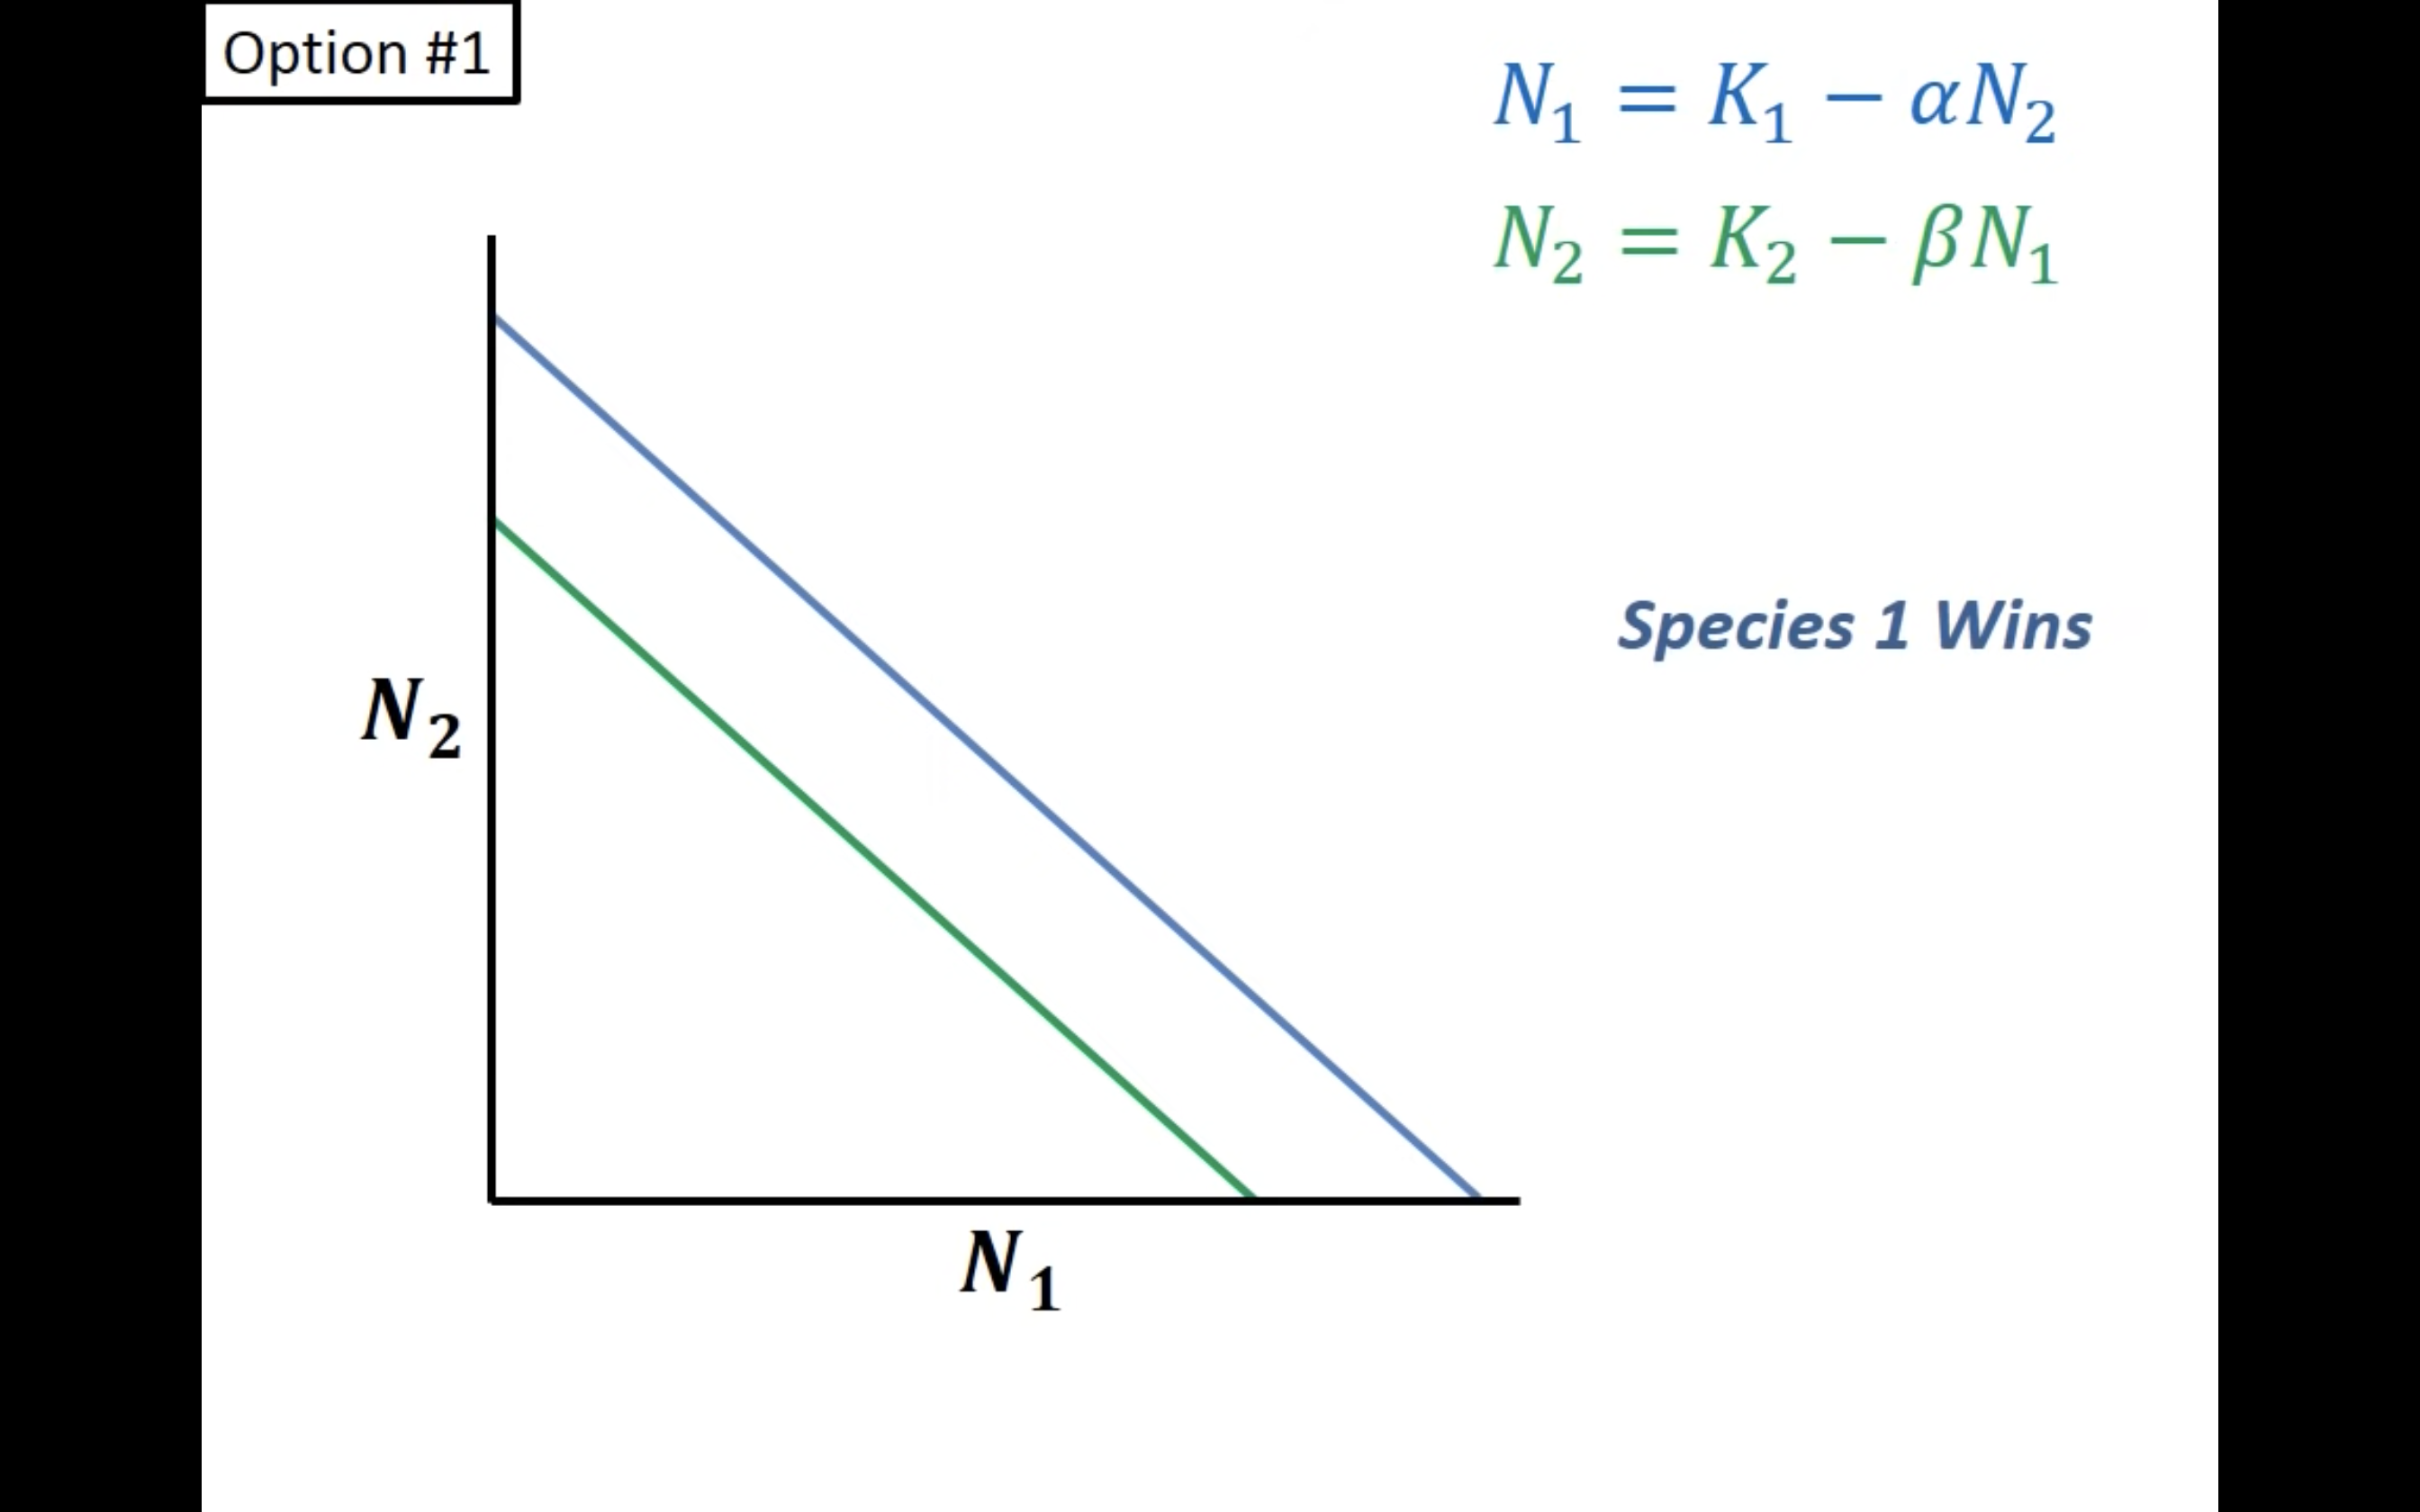 Option #1
N₁ = K₁ − αN₂
N₂ = K₂ − βN₁
Species 1 Wins
N₂
N₁